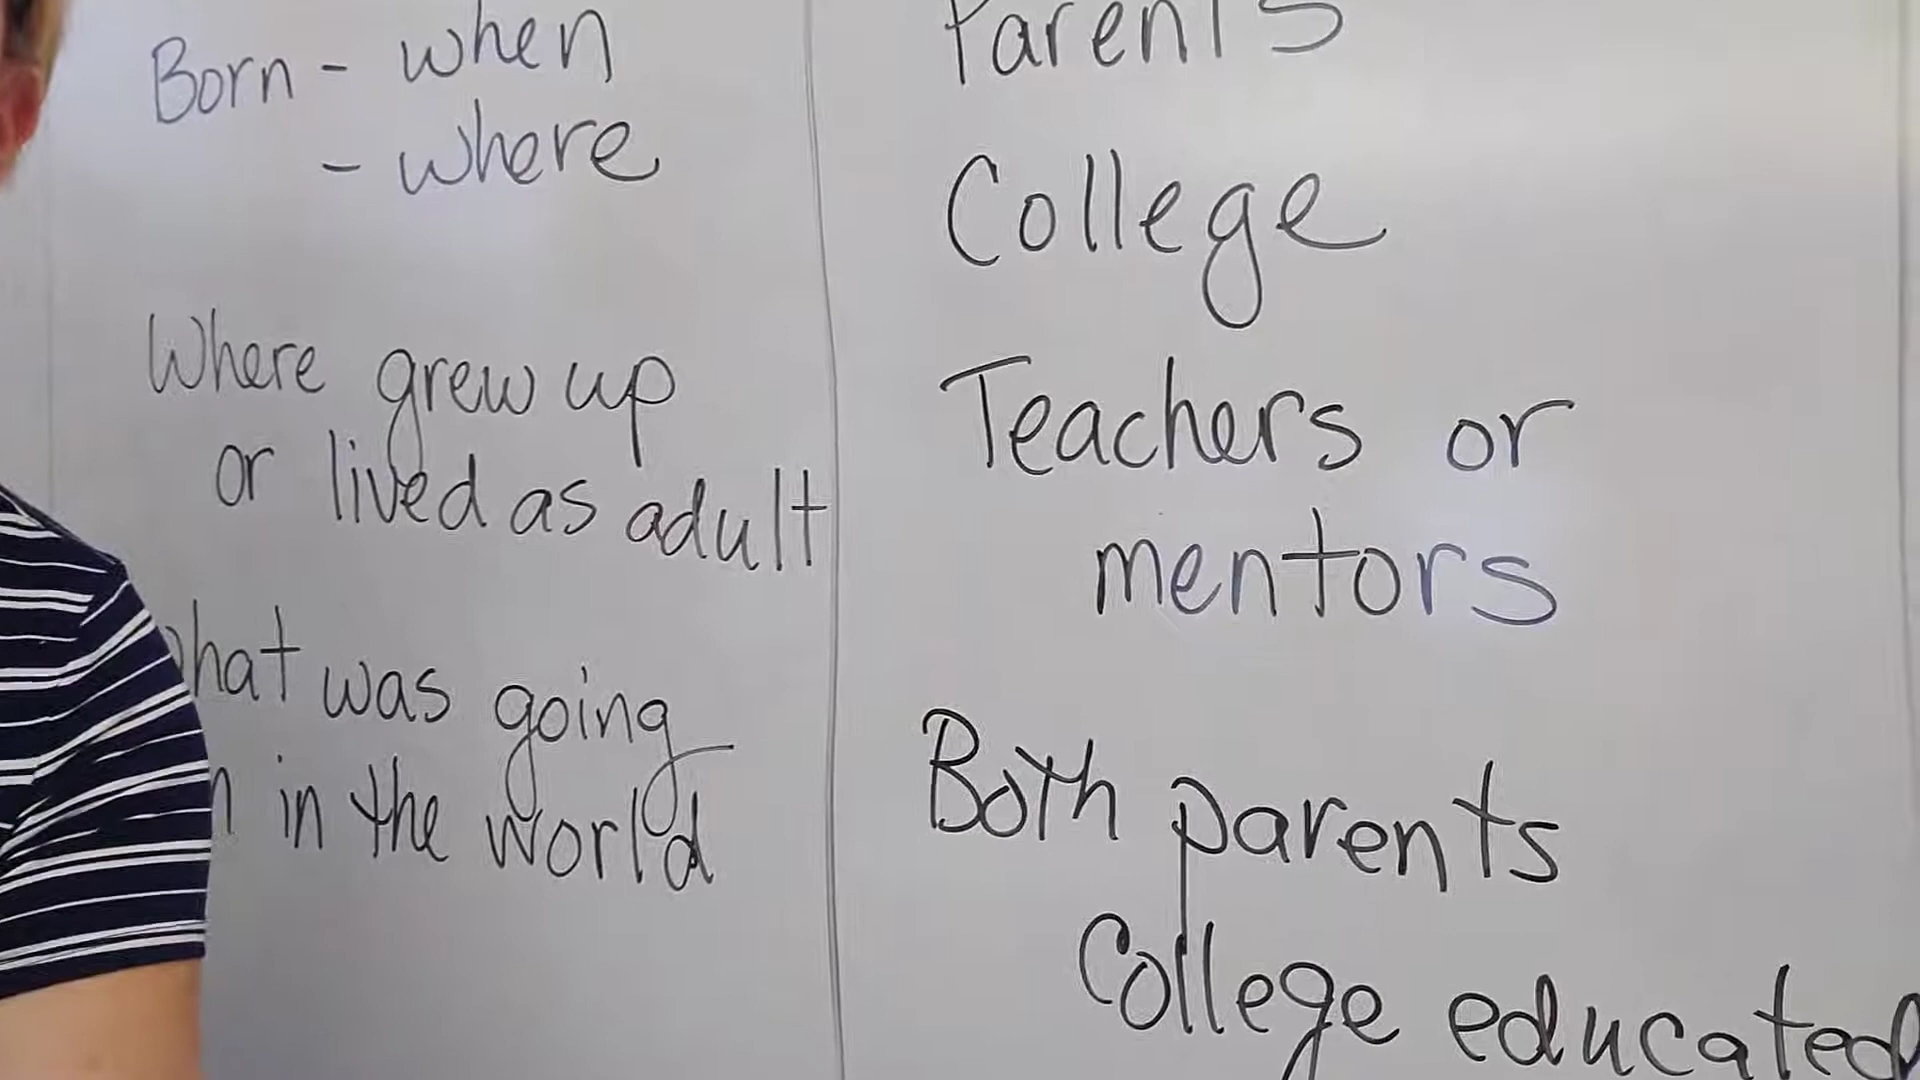 Born - when
- where
Where grew up
or lived as adult
what was going
in the world
Parents
College
Teachers or
mentors
Both parents
College educated